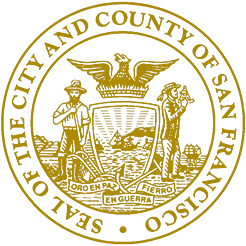 SEAL OF THE CITY AND COUNTY OF SAN FRANCISCO
ORO EN PAZ
FIERRO
EN GUERRA